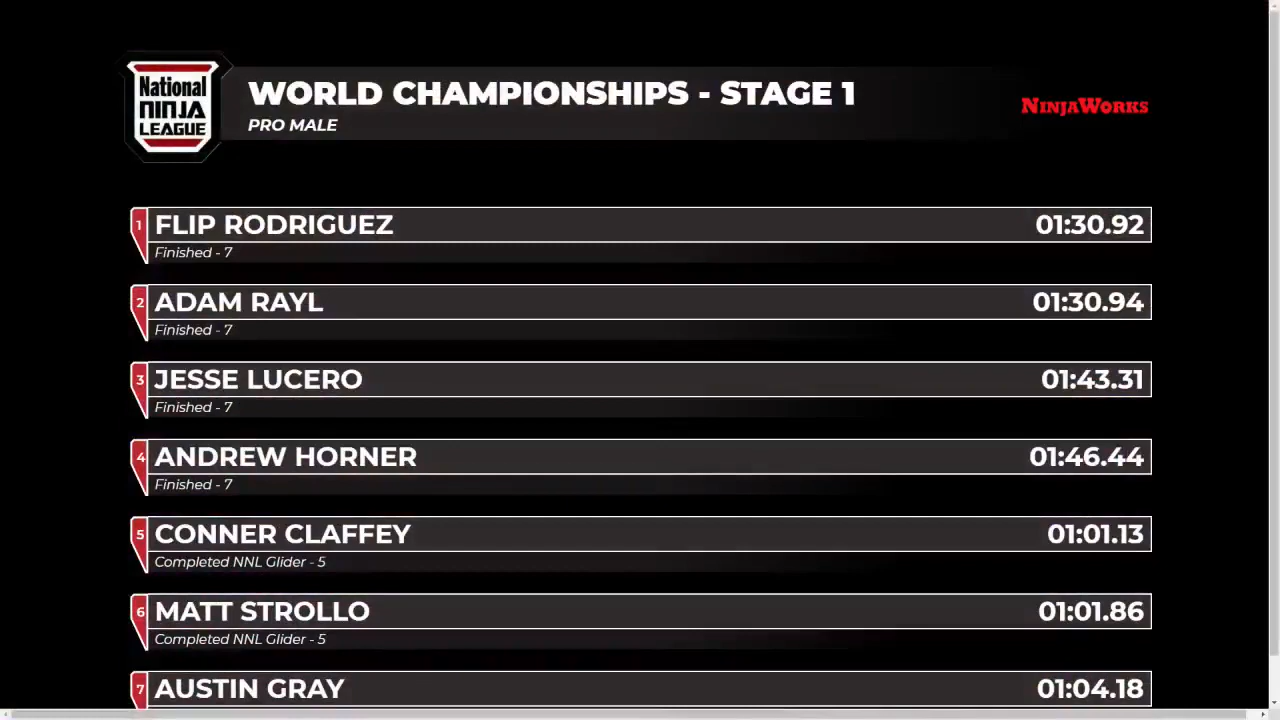 National
NINJA
LEAGUE
WORLD CHAMPIONSHIPS - STAGE 1
PRO MALE
NINJAWORKS
1 FLIP RODRIGUEZ 01:30.92
Finished - 7
2 ADAM RAYL 01:30.94
Finished - 7
3 JESSE LUCERO 01:43.31
Finished - 7
4 ANDREW HORNER 01:46.44
Finished - 7
5 CONNER CLAFFEY 01:01.13
Completed NNL Glider - 5
6 MATT STROLLO 01:01.86
Completed NNL Glider - 5
7 AUSTIN GRAY 01:04.18